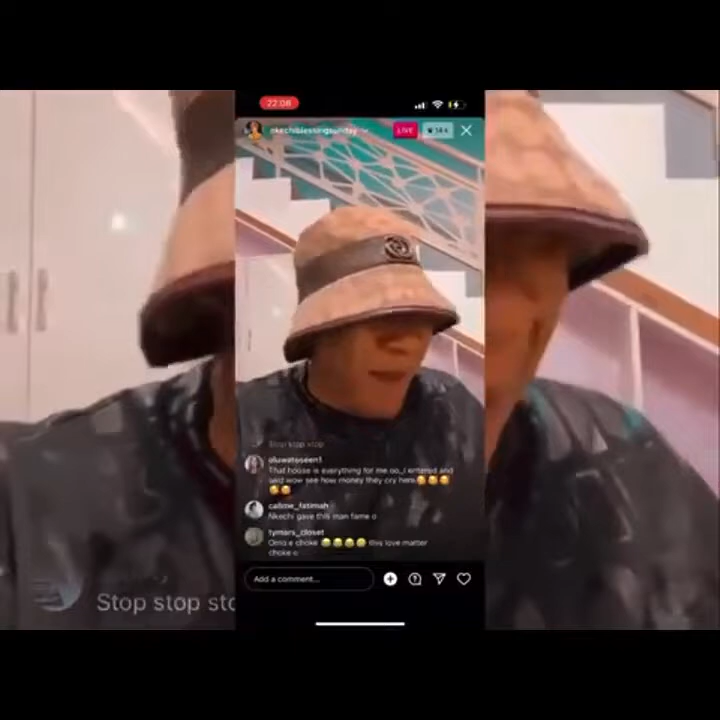 22:08
nkechiblessingsunday
LIVE
Stop stop stop
oluwatoseen1
That house is everything for me oo,,I entered and
said wow see how money they cry here
callme_fatimah
Nkechi gave this man fame o
tymars_closet
Omo e choke this love matter
choke o
Add a comment...
Stop stop sto